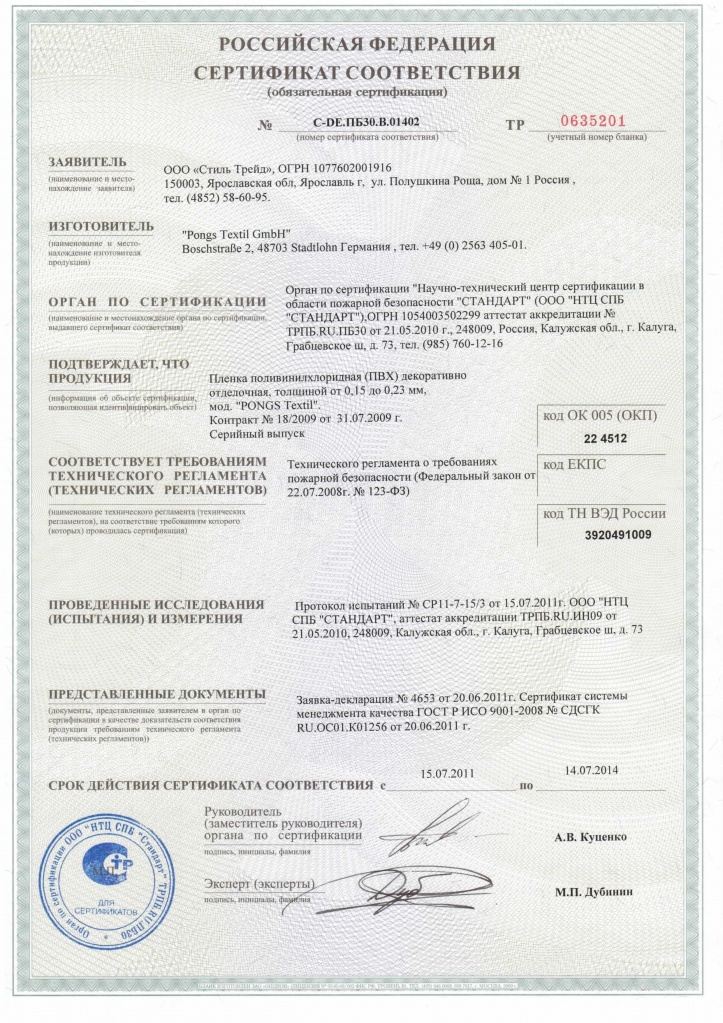 РОССИЙСКАЯ ФЕДЕРАЦИЯ
СЕРТИФИКАТ СООТВЕТСТВИЯ
(обязательная сертификация)
№ С-DE.ПБ30.В.01402
(номер сертификата соответствия)
ТР 0635201
(учетный номер бланка)
ЗАЯВИТЕЛЬ
(наименование и место-
нахождение заявителя)
ООО «Стиль Трейд», ОГРН 1077602001916
150003, Ярославская обл, Ярославль г, ул. Полушкина Роща, дом № 1 Россия ,
тел. (4852) 58-60-95.
ИЗГОТОВИТЕЛЬ
(наименование и место-
нахождение изготовителя
продукции)
"Pongs Textil GmbH"
Boschstraße 2, 48703 Stadtlohn Германия , тел. +49 (0) 2563 405-01.
ОРГАН ПО СЕРТИФИКАЦИИ
(наименование и местонахождение органа по сертификации,
выдавшего сертификат соответствия)
Орган по сертификации "Научно-технический центр сертификации в
области пожарной безопасности "СТАНДАРТ" (ООО "НТЦ СПБ
"СТАНДАРТ"),ОГРН 1054003502299 аттестат аккредитации №
ТРПБ.RU.ПБ30 от 21.05.2010 г., 248009, Россия, Калужская обл., г. Калуга,
Грабцевское ш, д. 73, тел. (985) 760-12-16
ПОДТВЕРЖДАЕТ, ЧТО
ПРОДУКЦИЯ
(информация об объекте сертификации,
позволяющая идентифицировать объект)
Пленка поливинилхлоридная (ПВХ) декоративно
отделочная, толщиной от 0,15 до 0,23 мм,
мод. "PONGS Textil".
Контракт № 18/2009 от 31.07.2009 г.
Серийный выпуск
код ОК 005 (ОКП)
22 4512
СООТВЕТСТВУЕТ ТРЕБОВАНИЯМ
ТЕХНИЧЕСКОГО РЕГЛАМЕНТА
(ТЕХНИЧЕСКИХ РЕГЛАМЕНТОВ)
(наименование технического регламента (технических
регламентов), на соответствие требованиям которого
(которых) проводилась сертификация)
Технического регламента о требованиях
пожарной безопасности (Федеральный закон от
22.07.2008г. № 123-ФЗ)
код ЕКПС
код ТН ВЭД России
3920491009
ПРОВЕДЕННЫЕ ИССЛЕДОВАНИЯ
(ИСПЫТАНИЯ) И ИЗМЕРЕНИЯ
Протокол испытаний № СР11-7-15/3 от 15.07.2011г. ООО "НТЦ
СПБ "СТАНДАРТ", аттестат аккредитации ТРПБ.RU.ИН09 от
21.05.2010, 248009, Калужская обл., г. Калуга, Грабцевское ш, д. 73
ПРЕДСТАВЛЕННЫЕ ДОКУМЕНТЫ
(документы, представленные заявителем в орган по
сертификации в качестве доказательств соответствия
продукции требованиям технического регламента
(технических регламентов))
Заявка-декларация № 4653 от 20.06.2011г. Сертификат системы
менеджмента качества ГОСТ Р ИСО 9001-2008 № СДСГК
RU.ОС01.К01256 от 20.06.2011 г.
СРОК ДЕЙСТВИЯ СЕРТИФИКАТА СООТВЕТСТВИЯ с 15.07.2011 по 14.07.2014
Руководитель
(заместитель руководителя)
органа по сертификации
подпись, инициалы, фамилия
А.В. Куценко
Эксперт (эксперты)
подпись, инициалы, фамилия
М.П. Дубинин
Орган по сертификации ООО "НТЦ СПБ "Стандарт" ТРПБ.RU.ПБ30
М.П.
ДЛЯ
СЕРТИФИКАТОВ